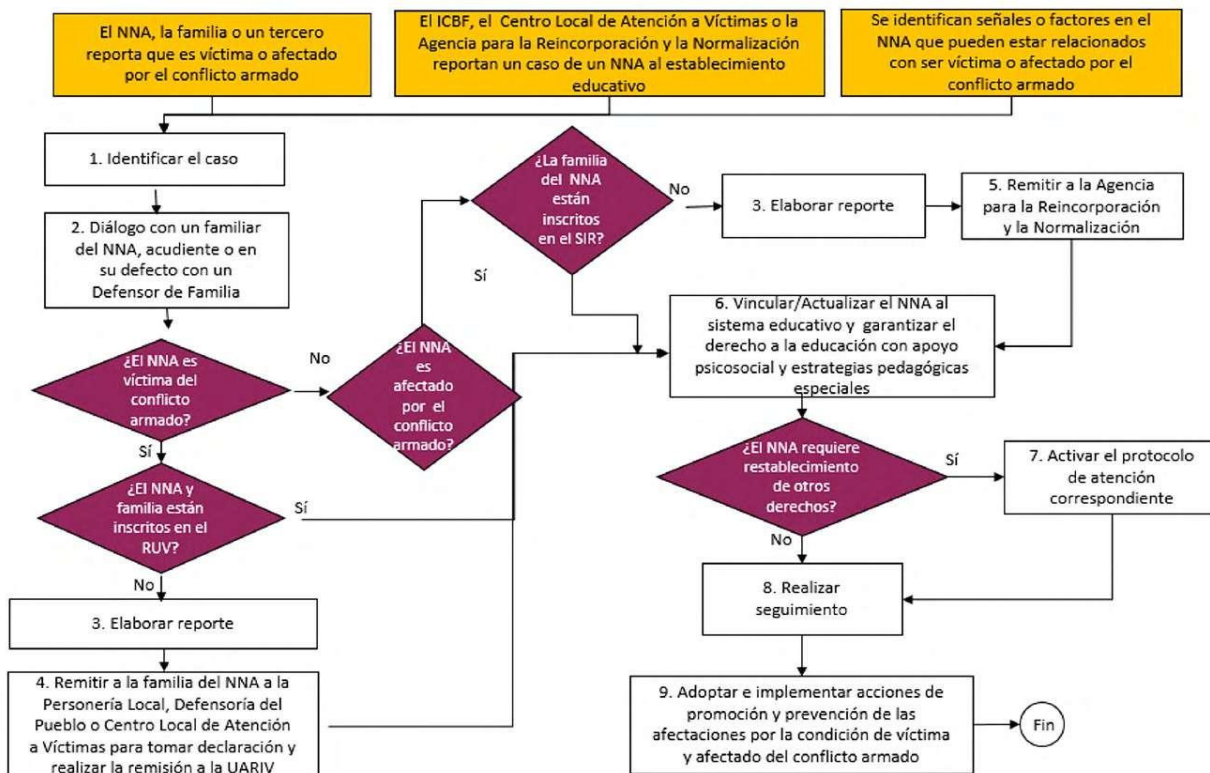 El NNA, la familia o un tercero
reporta que es víctima o afectado
por el conflicto armado
El ICBF, el Centro Local de Atención a Víctimas o la
Agencia para la Reincorporación y la Normalización
reportan un caso de un NNA al establecimiento
educativo
Se identifican señales o factores en el
NNA que pueden estar relacionados
con ser víctima o afectado por el
conflicto armado
1. Identificar el caso
2. Diálogo con un familiar
del NNA, acudiente o en
su defecto con un
Defensor de Familia
¿El NNA es
víctima del
conflicto
armado?
No
¿El NNA
es
afectado
por el
conflicto
armado?
¿La familia
del NNA
están
inscritos
en el SIR?
No
3. Elaborar reporte
5. Remitir a la Agencia
para la Reincorporación
y la Normalización
Sí
6. Vincular/Actualizar el NNA al
sistema educativo y garantizar el
derecho a la educación con apoyo
psicosocial y estrategias pedagógicas
especiales
Sí
¿El NNA y
familia están
inscritos en el
RUV?
Sí
No
3. Elaborar reporte
4. Remitir a la familia del NNA a la
Personería Local, Defensoría del
Pueblo o Centro Local de Atención
a Víctimas para tomar declaración y
realizar la remisión a la UARIV
¿El NNA requiere
restablecimiento
de otros
derechos?
Sí
7. Activar el protocolo
de atención
correspondiente
No
8. Realizar
seguimiento
9. Adoptar e implementar acciones de
promoción y prevención de las
afectaciones por la condición de víctima
y afectado del conflicto armado
Fin